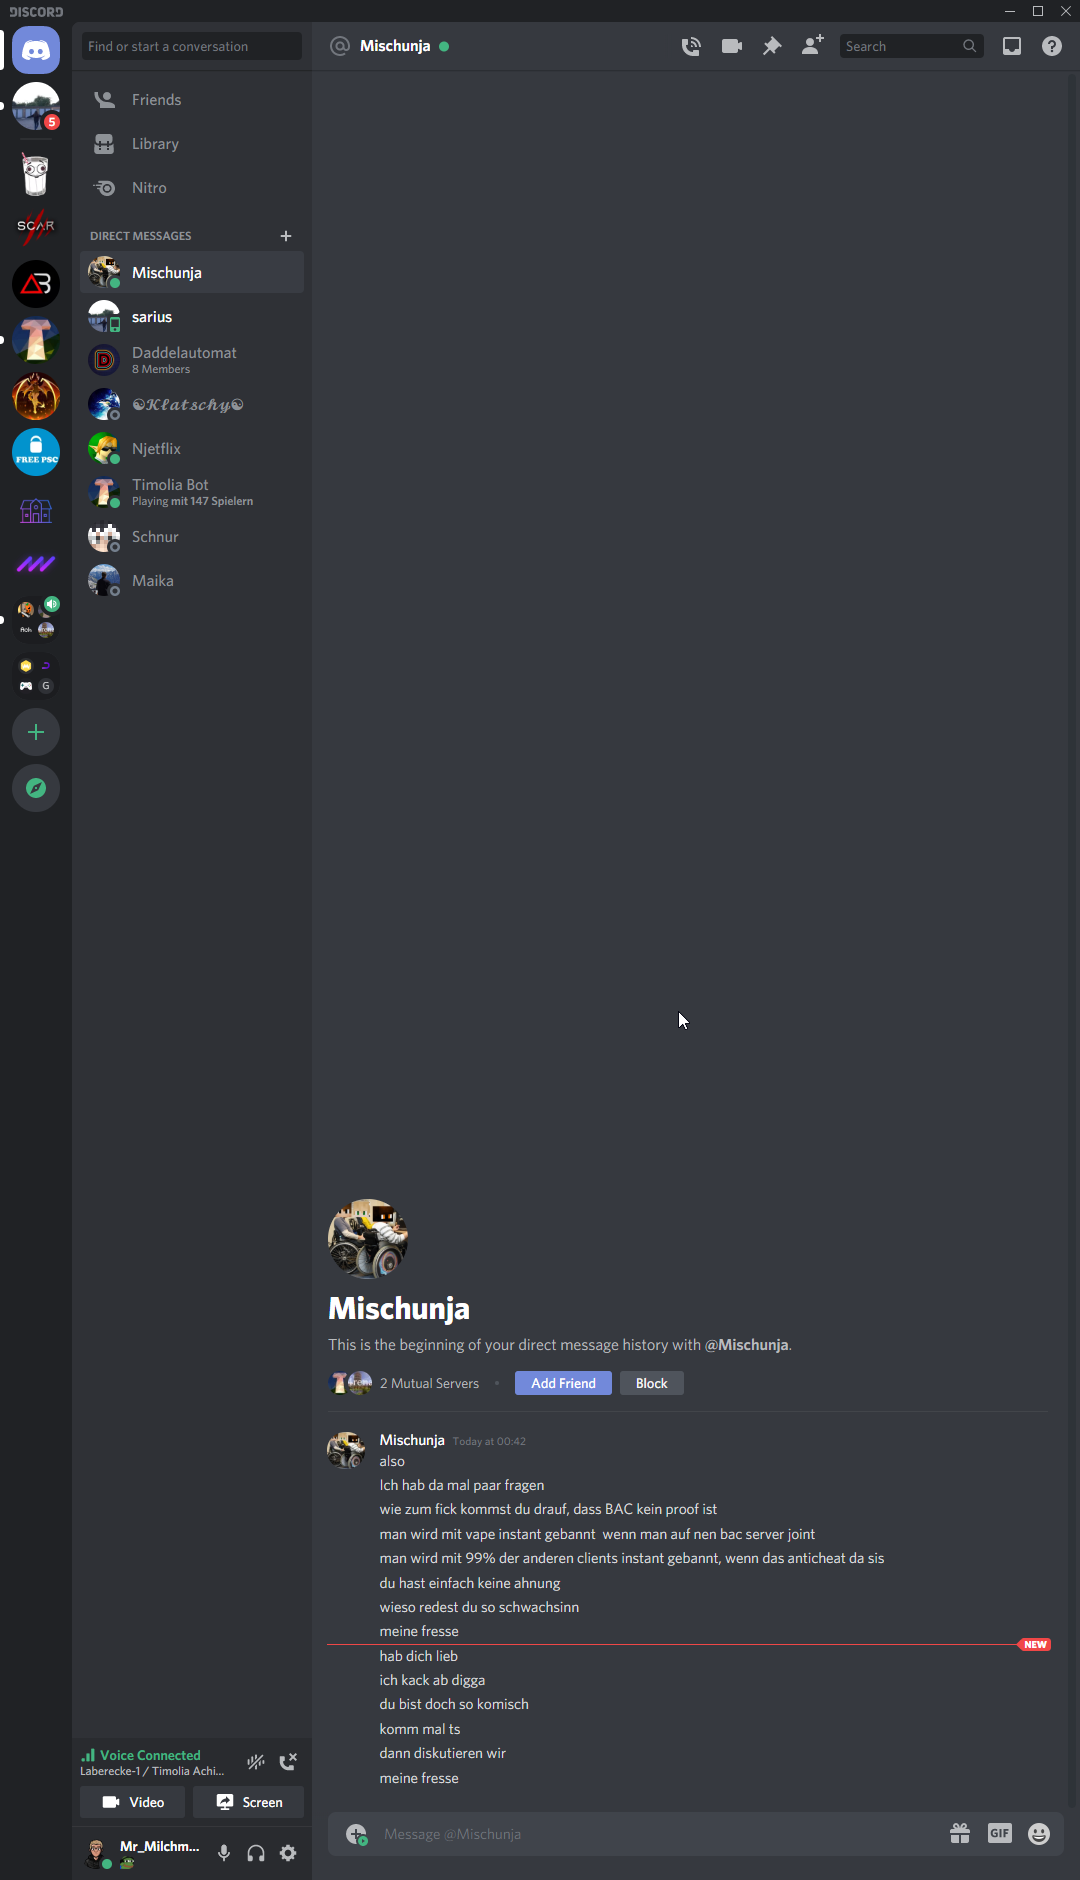 DISCORD
Find or start a conversation
Mischunja
Search
Friends
Library
Nitro
DIRECT MESSAGES
Mischunja
sarius
Daddelautomat
8 Members
☯𝓚𝓵𝓪𝓽𝓼𝓬𝓱𝔂☯
Njetflix
Timolia Bot
Playing mit 147 Spielern
Schnur
Maika
5
SCAR
T
FREE PSC
G
Mischunja
This is the beginning of your direct message history with @Mischunja.
2 Mutual Servers
Add Friend
Block
Mischunja Today at 00:42
also
Ich hab da mal paar fragen
wie zum fick kommst du drauf, dass BAC kein proof ist
man wird mit vape instant gebannt  wenn man auf nen bac server joint
man wird mit 99% der anderen clients instant gebannt, wenn das anticheat da sis
du hast einfach keine ahnung
wieso redest du so schwachsinn
meine fresse
NEW
hab dich lieb
ich kack ab digga
du bist doch so komisch
komm mal ts
dann diskutieren wir
meine fresse
Voice Connected
Laberecke-1 / Timolia Achi...
Video
Screen
Mr_Milchm...
Message @Mischunja
GIF